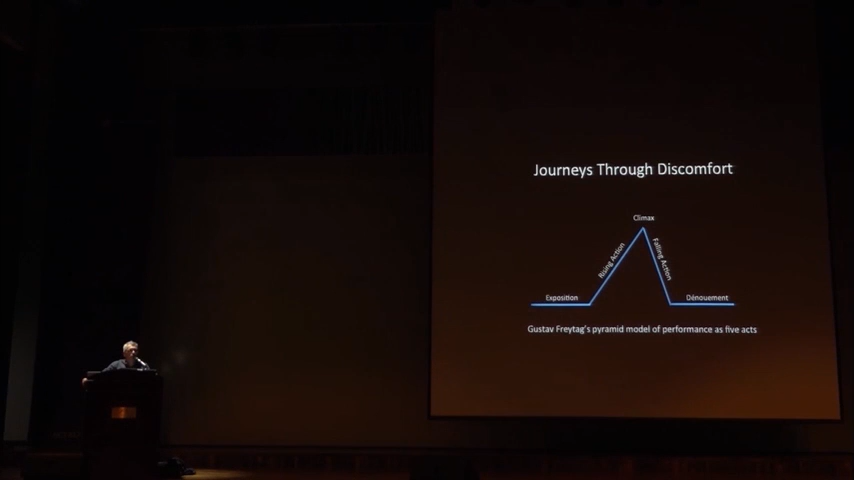 Journeys Through Discomfort
Climax
Rising Action
Falling Action
Exposition
Dénouement
Gustav Freytag's pyramid model of performance as five acts